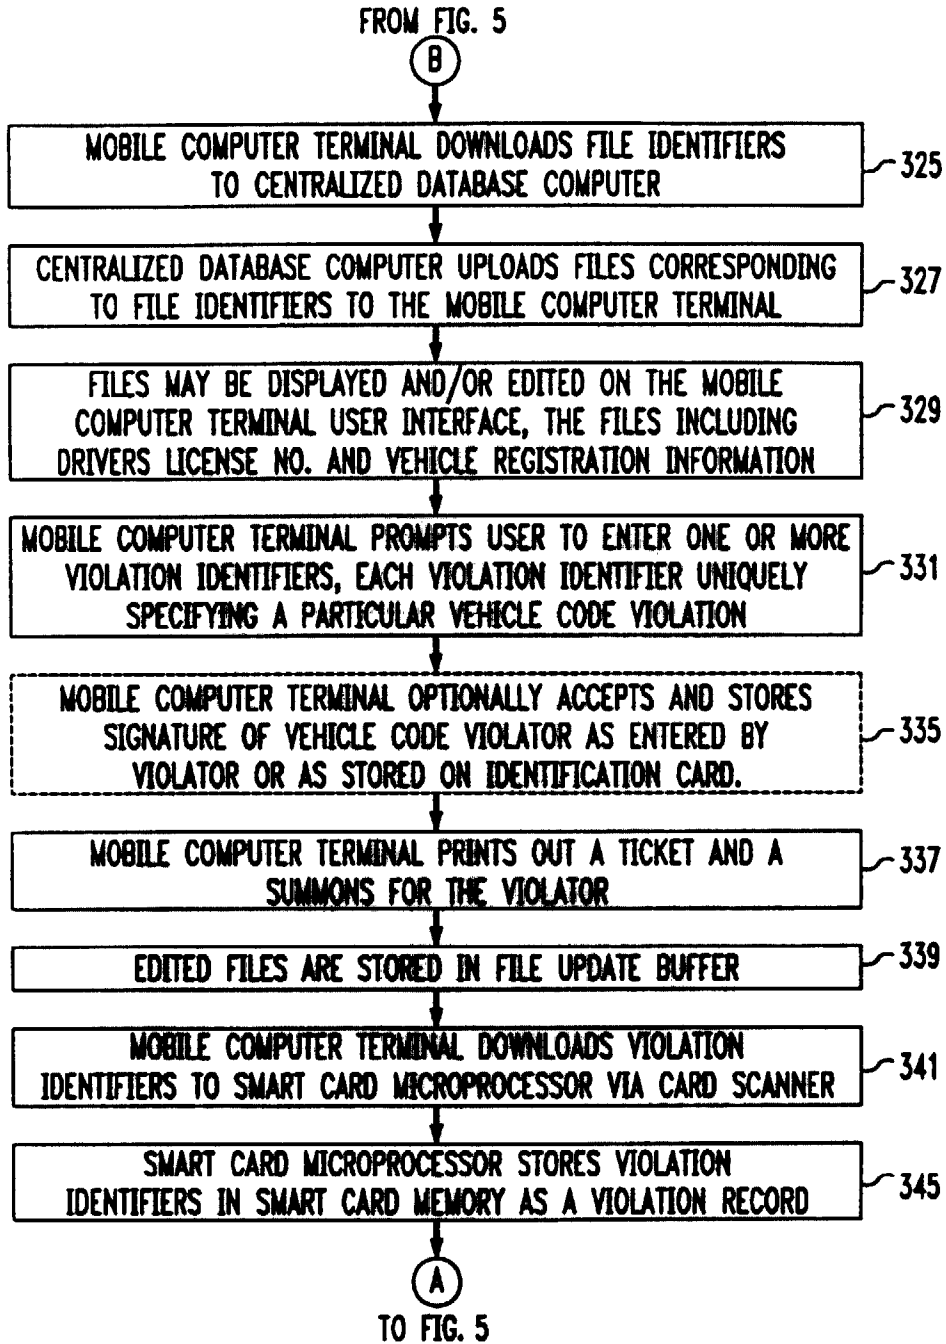 FROM FIG. 5
B
MOBILE COMPUTER TERMINAL DOWNLOADS FILE IDENTIFIERS
TO CENTRALIZED DATABASE COMPUTER
325
CENTRALIZED DATABASE COMPUTER UPLOADS FILES CORRESPONDING
TO FILE IDENTIFIERS TO THE MOBILE COMPUTER TERMINAL
327
FILES MAY BE DISPLAYED AND/OR EDITED ON THE MOBILE
COMPUTER TERMINAL USER INTERFACE, THE FILES INCLUDING
DRIVERS LICENSE NO. AND VEHICLE REGISTRATION INFORMATION
329
MOBILE COMPUTER TERMINAL PROMPTS USER TO ENTER ONE OR MORE
VIOLATION IDENTIFIERS, EACH VIOLATION IDENTIFIER UNIQUELY
SPECIFYING A PARTICULAR VEHICLE CODE VIOLATION
331
MOBILE COMPUTER TERMINAL OPTIONALLY ACCEPTS AND STORES
SIGNATURE OF VEHICLE CODE VIOLATOR AS ENTERED BY
VIOLATOR OR AS STORED ON IDENTIFICATION CARD.
335
MOBILE COMPUTER TERMINAL PRINTS OUT A TICKET AND A
SUMMONS FOR THE VIOLATOR
337
EDITED FILES ARE STORED IN FILE UPDATE BUFFER
339
MOBILE COMPUTER TERMINAL DOWNLOADS VIOLATION
IDENTIFIERS TO SMART CARD MICROPROCESSOR VIA CARD SCANNER
341
SMART CARD MICROPROCESSOR STORES VIOLATION
IDENTIFIERS IN SMART CARD MEMORY AS A VIOLATION RECORD
345
A
TO FIG. 5